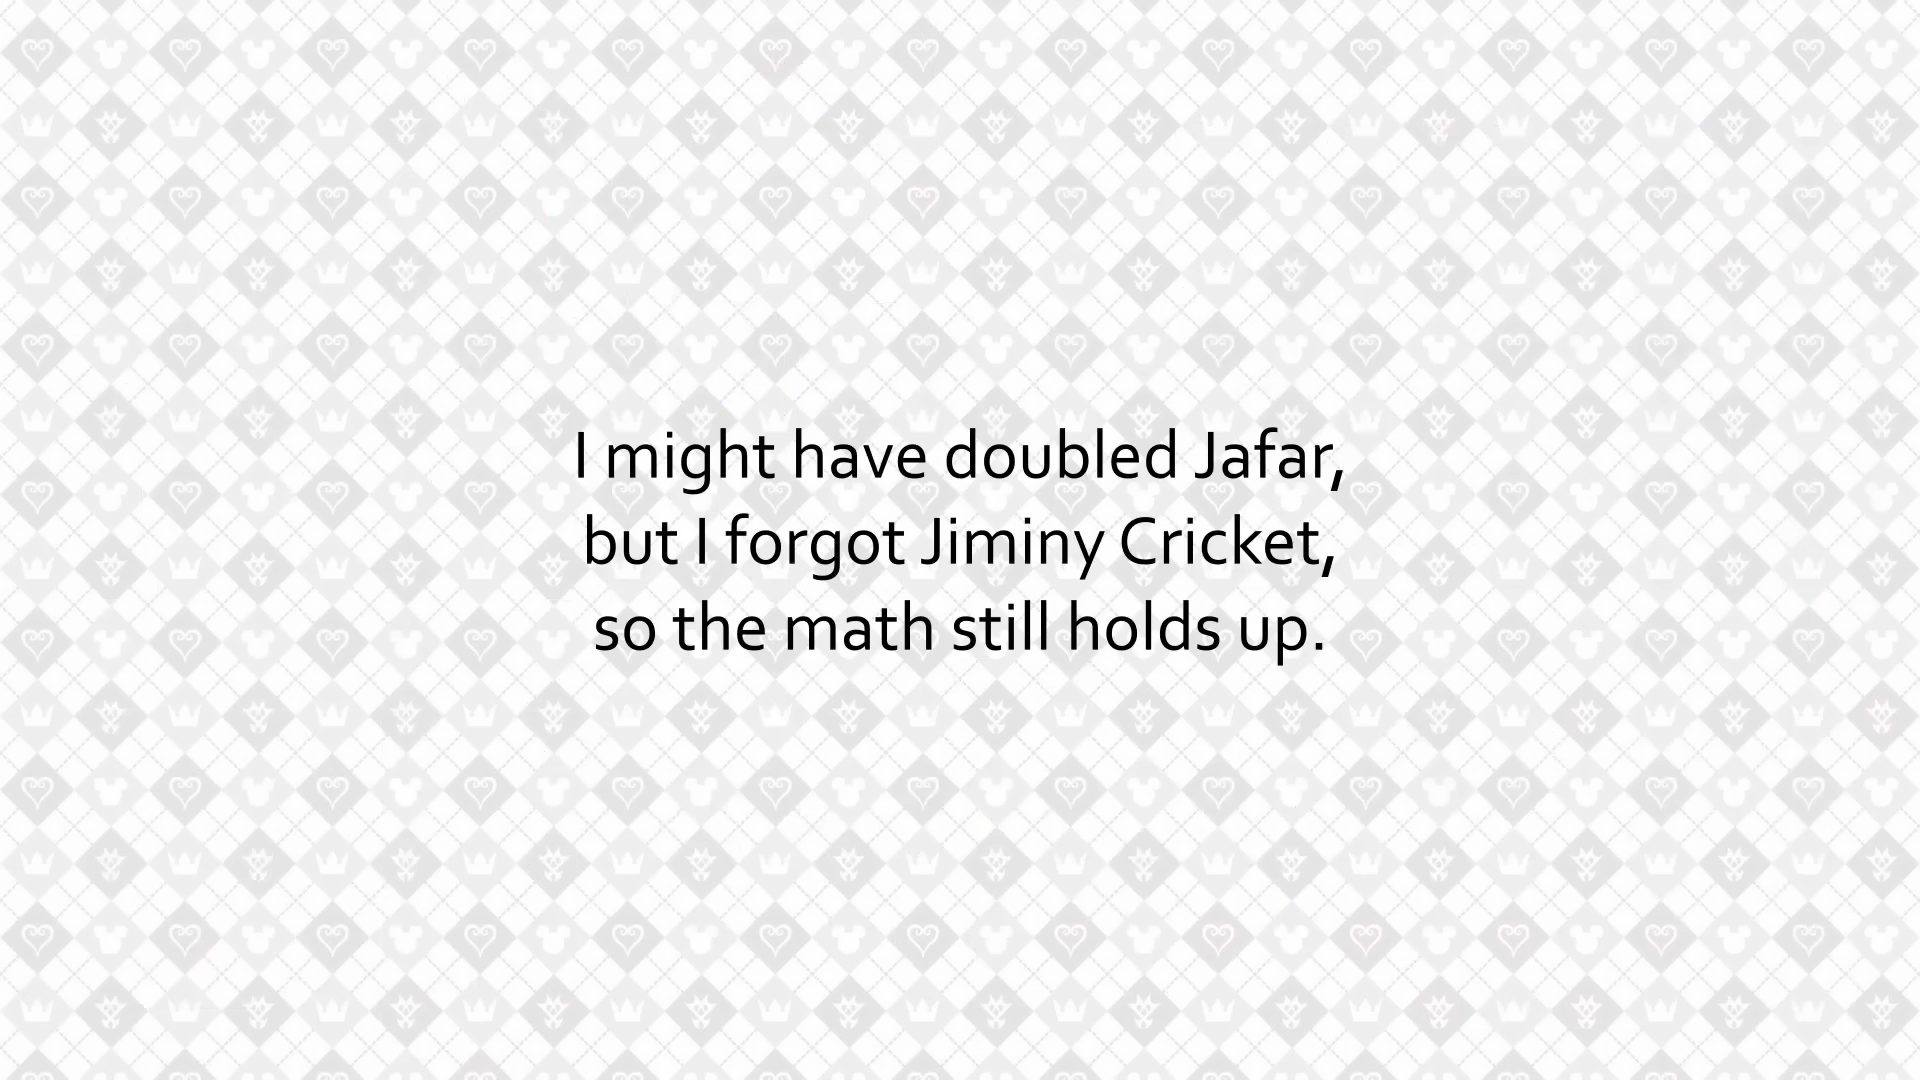 I might have doubled Jafar,
but I forgot Jiminy Cricket,
so the math still holds up.